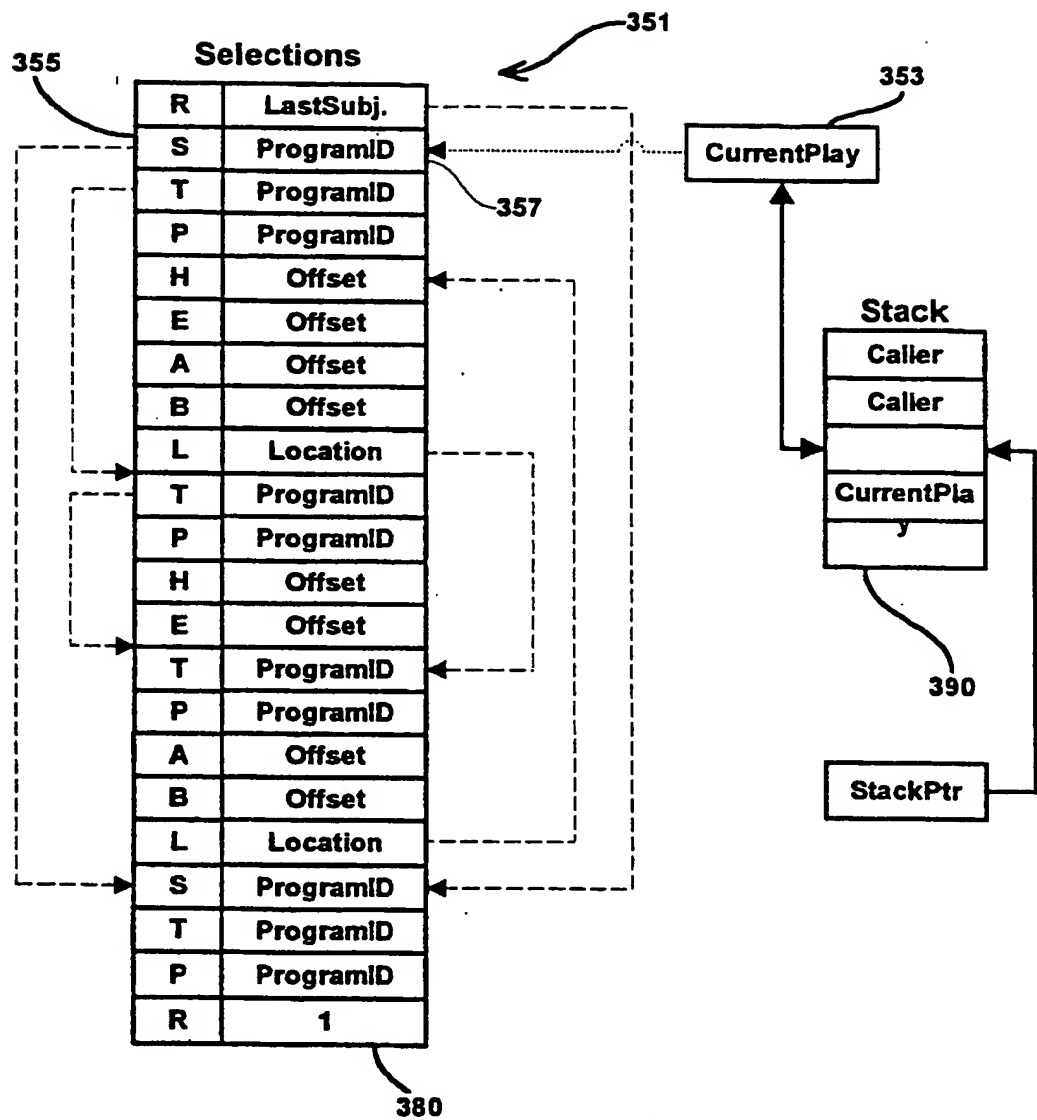 351
355
Selections
353
R LastSubj.
S ProgramID
CurrentPlay
T ProgramID
357
P ProgramID
H Offset
E Offset
A Offset
B Offset
L Location
T ProgramID
P ProgramID
H Offset
E Offset
T ProgramID
P ProgramID
A Offset
B Offset
L Location
S ProgramID
T ProgramID
P ProgramID
R 1
380
Stack
Caller
Caller
CurrentPla
y
390
StackPtr